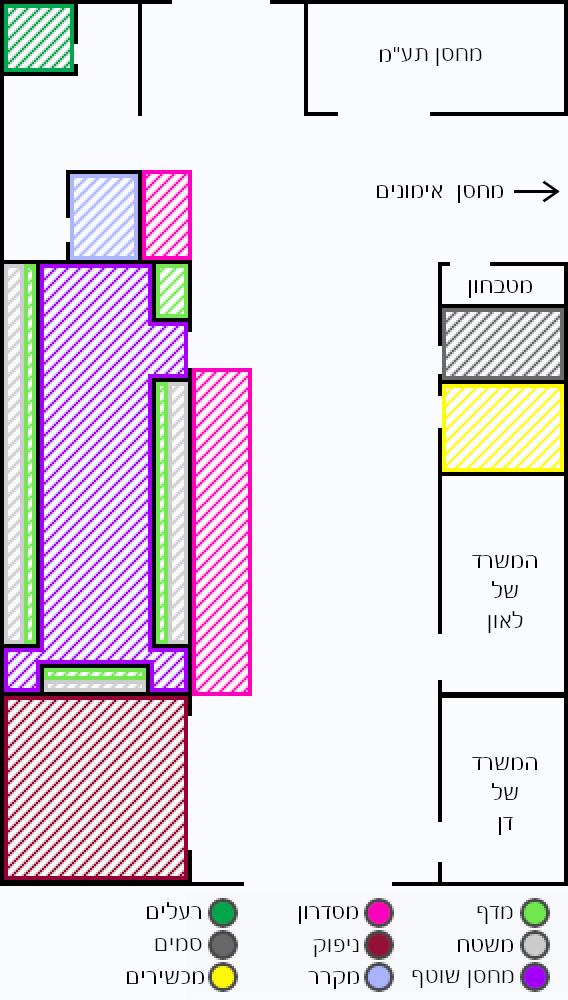 מחסן תע"מ
מחסן אימונים
מטבחון
המשרד
של
לאון
המשרד
של
דן
מדף
מסדרון
רעלים
משטח
ניפוק
סמים
מחסן שוטף
מקרר
מכשירים